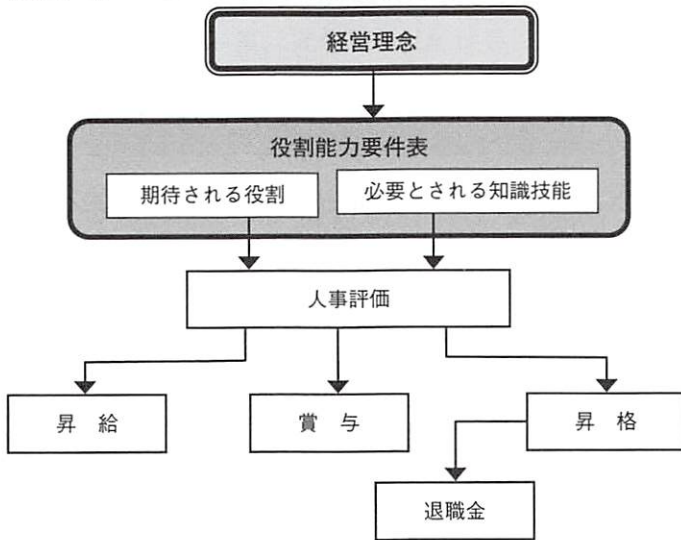 経営理念
役割能力要件表
期待される役割
必要とされる知識技能
人事評価
昇 給
賞 与
昇 格
退職金